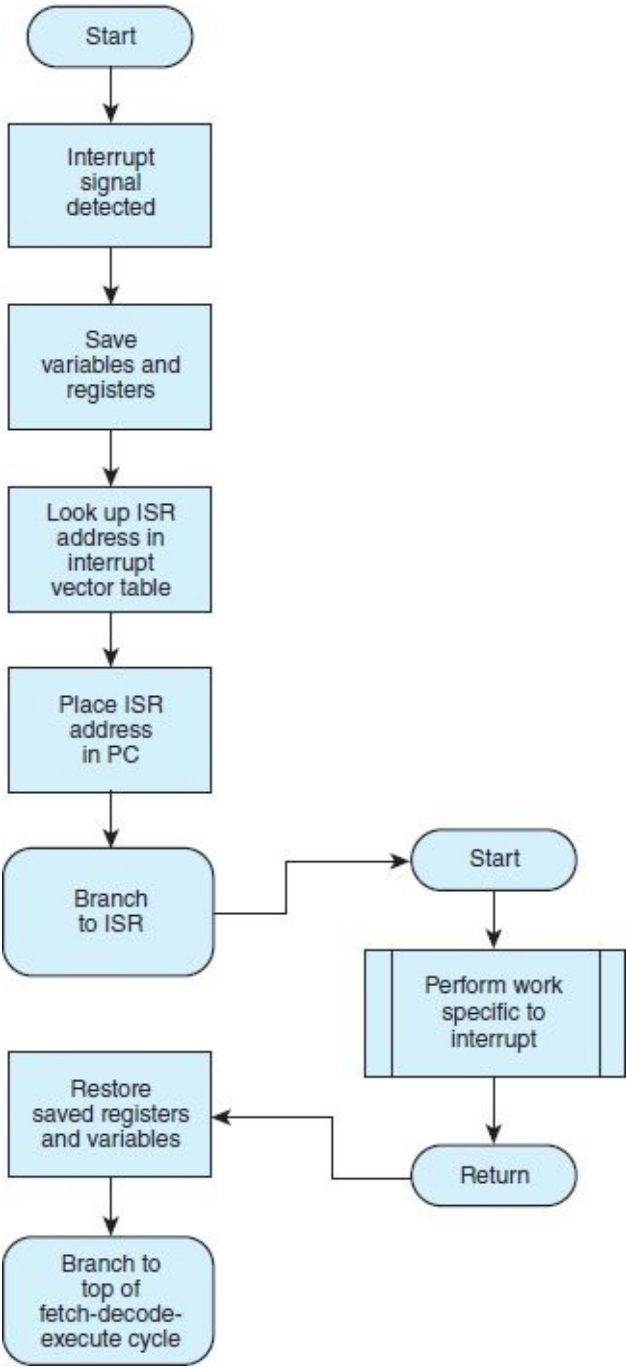 Start
Interrupt
signal
detected
Save
variables and
registers
Look up ISR
address in
interrupt
vector table
Place ISR
address
in PC
Branch
to ISR
Start
Perform work
specific to
interrupt
Return
Restore
saved registers
and variables
Branch to
top of
fetch-decode-
execute cycle